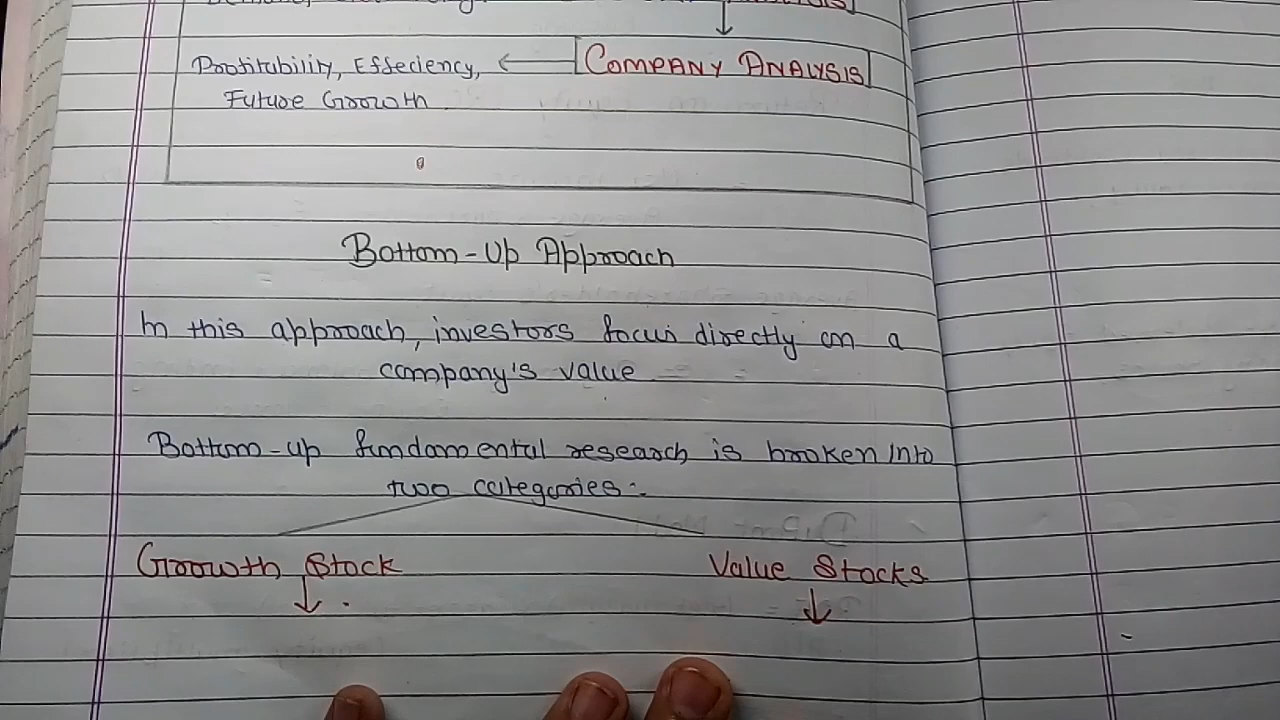 Profitability, Effeciency, ← COMPANY ANALYSIS
Future Growth
Bottom-Up Approach
In this approach, investors focus directly on a
company's value
Bottom-up fundamental research is broken into
two categories:-
Growth Stock Value Stocks